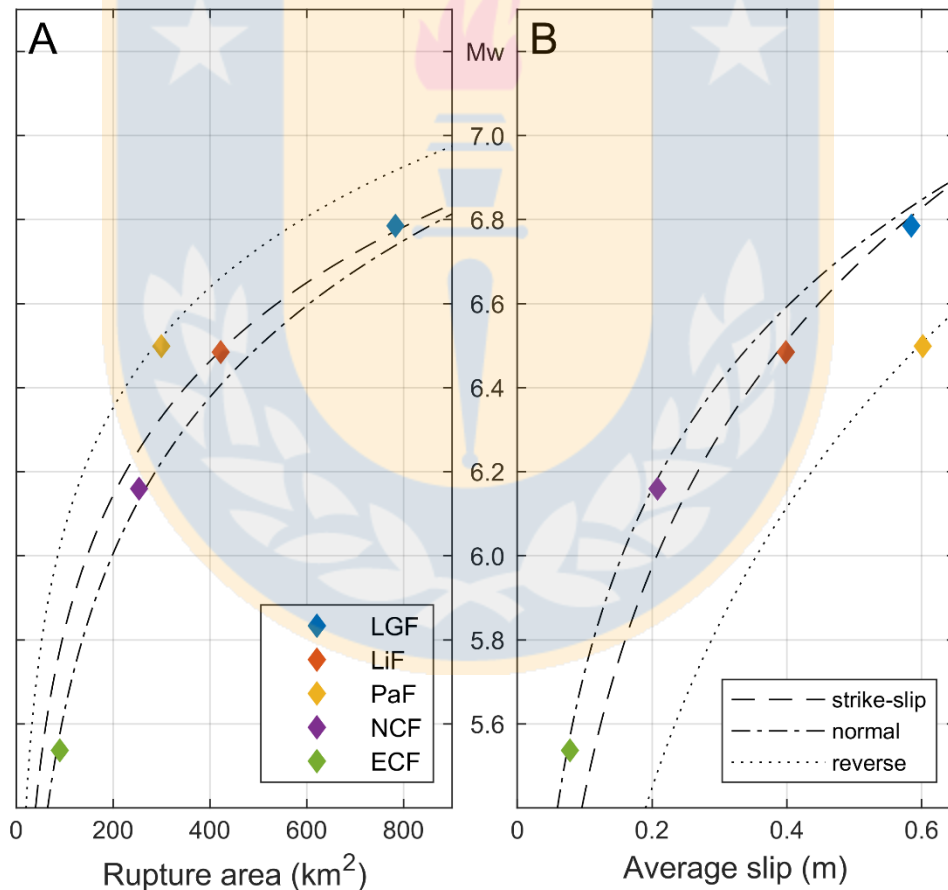 A
B
Mw
7.0
6.8
6.6
6.4
6.2
6.0
5.8
5.6
LGF
LiF
PaF
NCF
ECF
strike-slip
normal
reverse
0 200 400 600 800
0 0.2 0.4 0.6
Rupture area (km²)
Average slip (m)